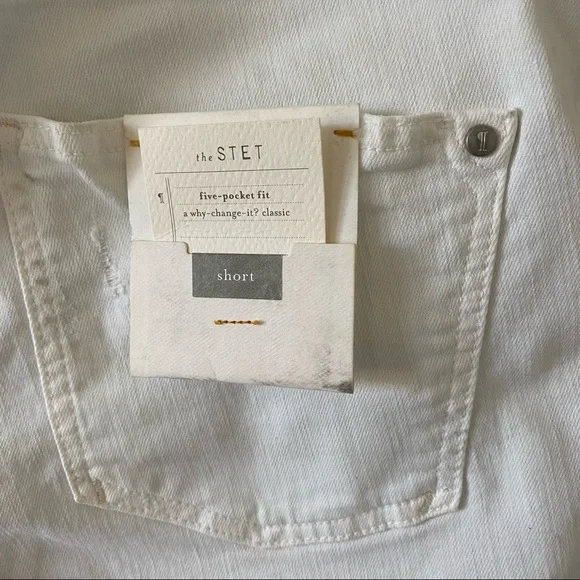 the STET
¶
five-pocket fit
a why-change-it? classic
short
¶